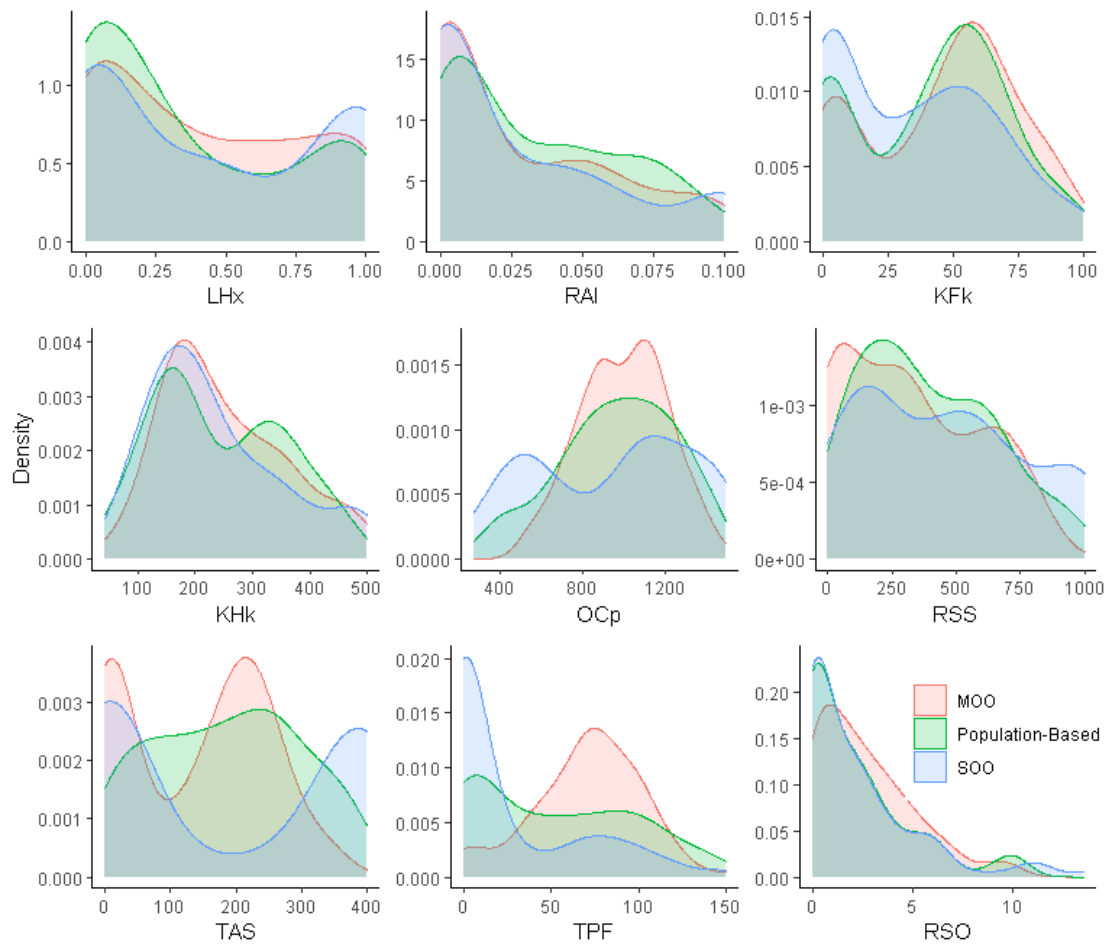 1.0
0.5
0.0
0.00 0.25 0.50 0.75 1.00
LHx
15
10
5
0
0.000 0.025 0.050 0.075 0.100
RAI
0.015
0.010
0.005
0.000
0 25 50 75 100
KFk
Density
0.004
0.003
0.002
0.001
0.000
100 200 300 400 500
KHk
0.0015
0.0010
0.0005
0.0000
400 800 1200
OCp
1e-03
5e-04
0e+00
0 250 500 750 1000
RSS
0.003
0.002
0.001
0.000
0 100 200 300 400
TAS
0.020
0.015
0.010
0.005
0.000
0 50 100 150
TPF
0.20
0.15
0.10
0.05
0.00
0 5 10
RSO
MOO
Population-Based
SOO